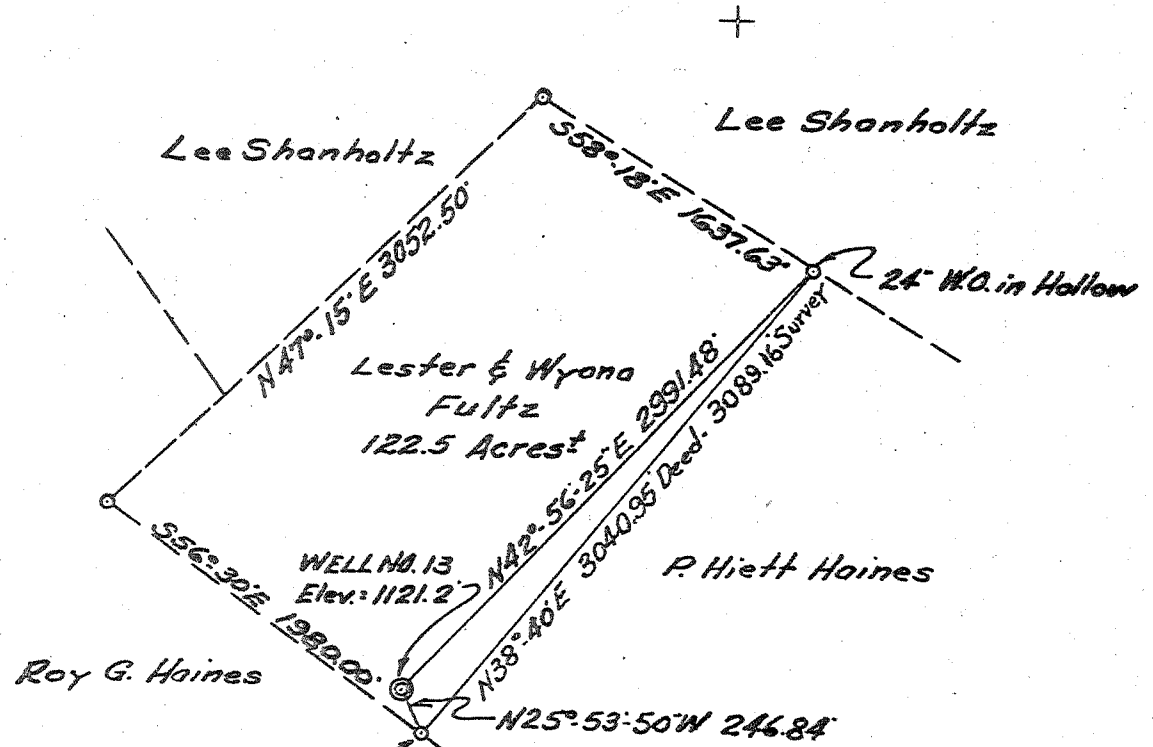 Lee Shanholtz
Lee Shanholtz
S58°-18'E 1637.63'
N47°-15'E 3052.50'
24" W.O. in Hollow
Lester & Wyona
Fultz
122.5 Acres±
N42°-56'-25"E 2991.48'
N38°-40'E 3040.95' Deed - 3089.16 Survey
WELL NO. 13
Elev.: 1121.2'
P. Hiett Haines
S56°-30'E 1980.00'
Roy G. Haines
N25°-53'-50"W 246.84'